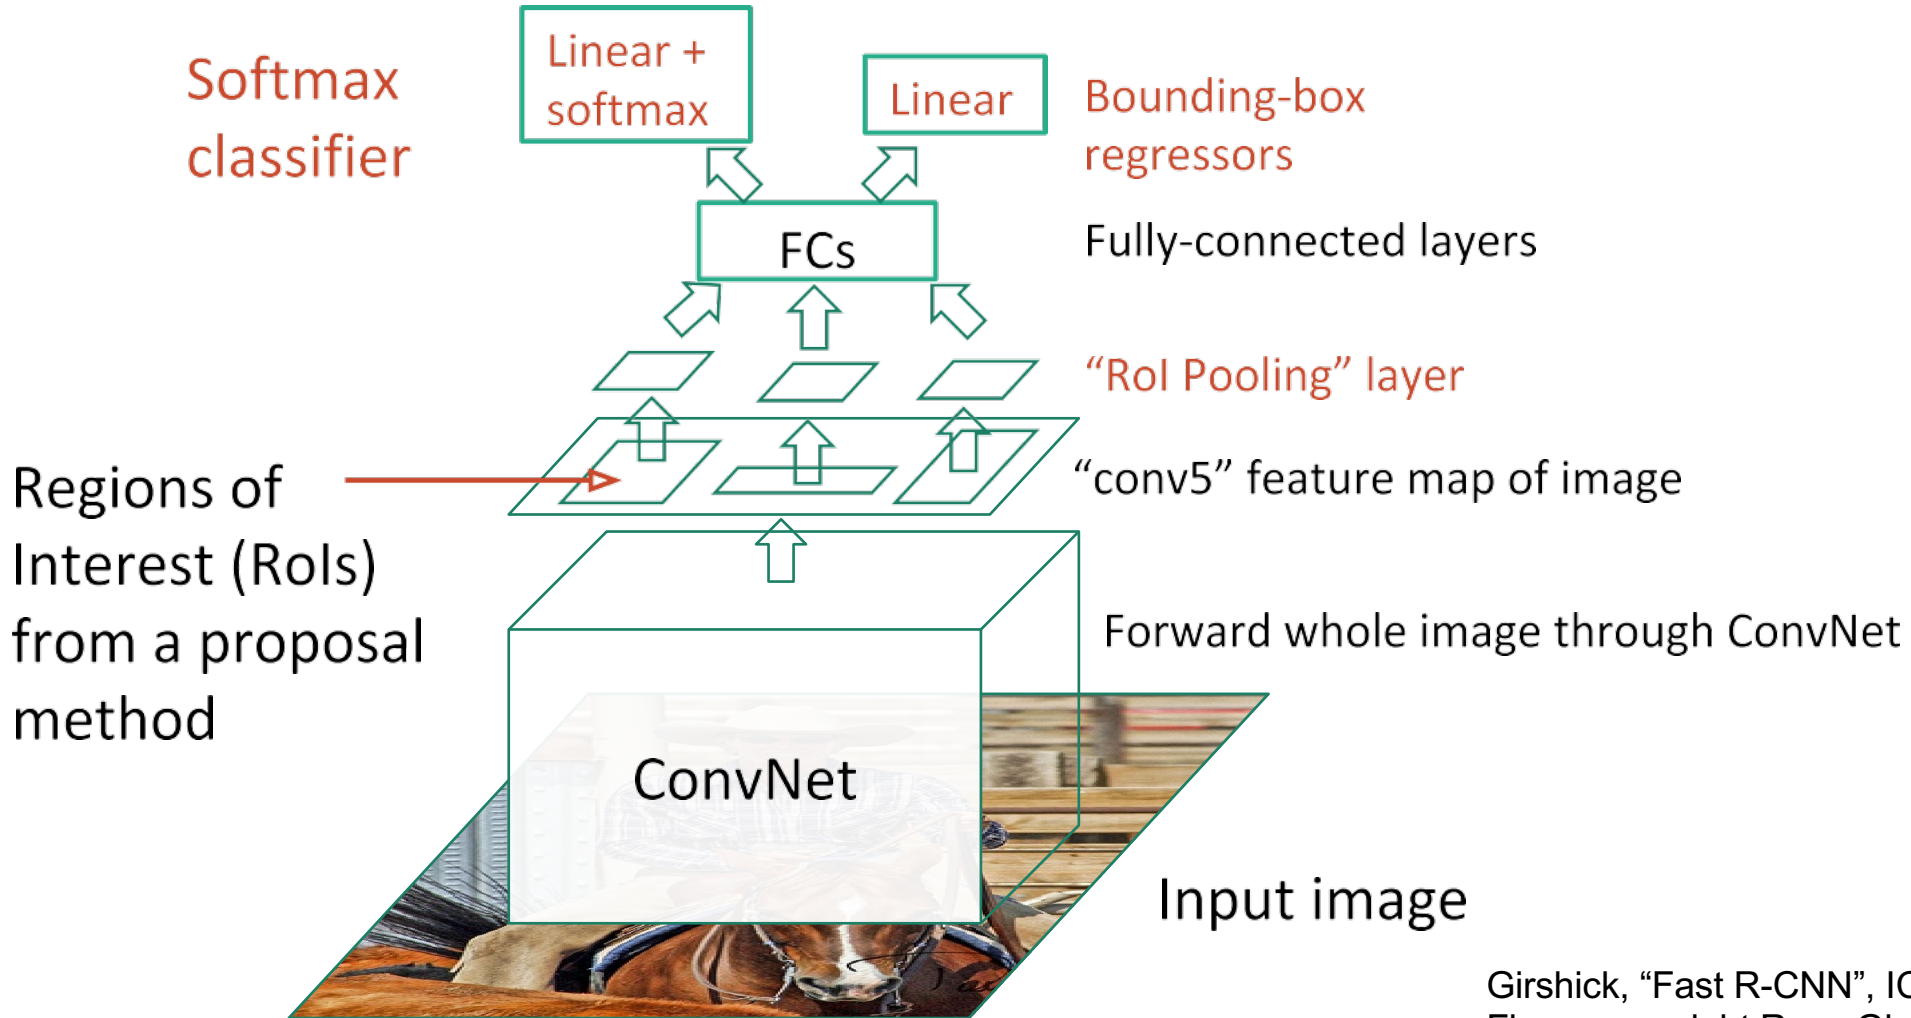 Softmax
classifier
Linear +
softmax
Linear
Bounding-box
regressors
FCs
Fully-connected layers
“RoI Pooling” layer
Regions of
Interest (RoIs)
from a proposal
method
“conv5” feature map of image
Forward whole image through ConvNet
ConvNet
Input image
Girshick, “Fast R-CNN”,